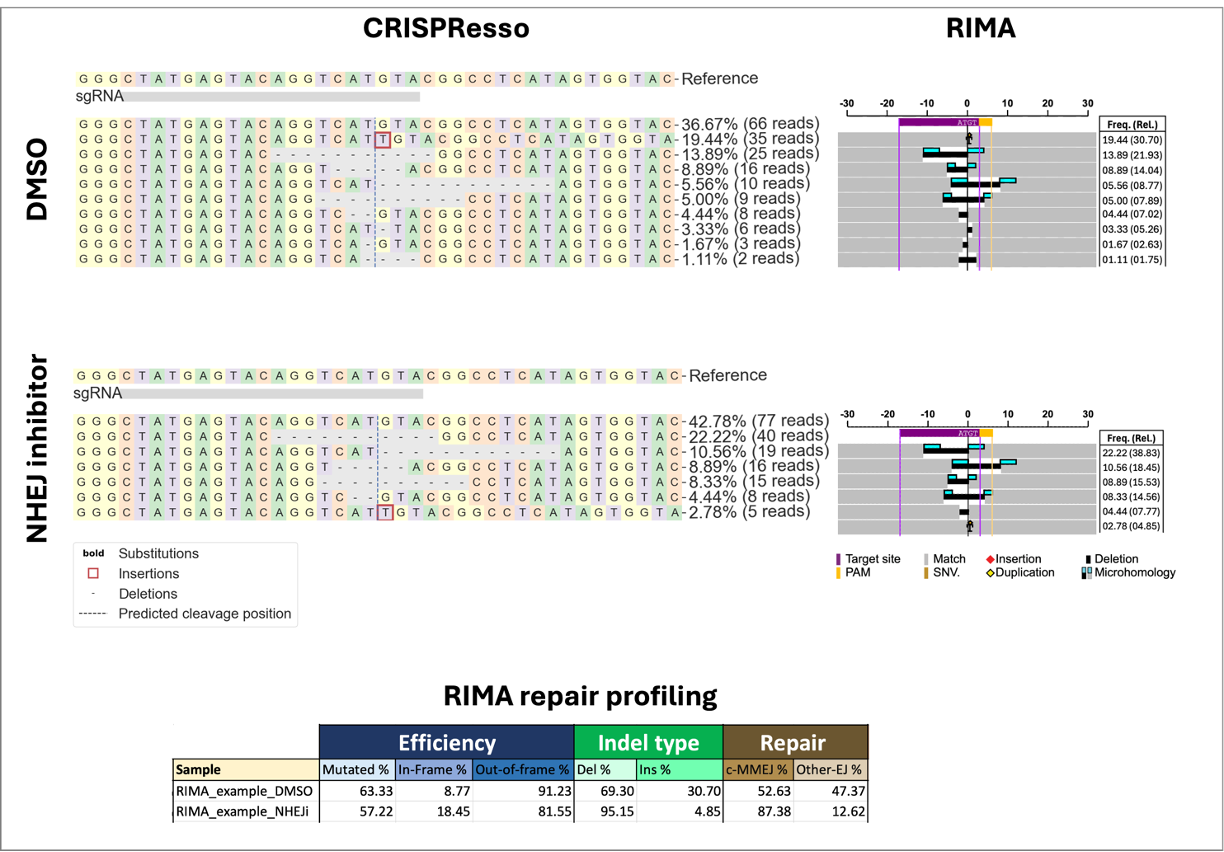 CRISPResso
RIMA
DMSO
G G G C T A T G A G T A C A G G T C A T G T A C G G C C T C A T A G T G G T A C - Reference
sgRNA
G G G C T A T G A G T A C A G G T C A T G T A C G G C C T C A T A G T G G T A C - 36.67% (66 reads)
G G G C T A T G A G T A C A G G T C A T T G T A C G G C C T C A T A G T G G T A - 19.44% (35 reads)
G G G C T A T G A G T A C - - - - - - - - - - - G G C C T C A T A G T G G T A C - 13.89% (25 reads)
G G G C T A T G A G T A C A G G T - - - - - A C G G C C T C A T A G T G G T A C - 8.89% (16 reads)
G G G C T A T G A G T A C A G G T C A T - - - - - - - - - - - - A G T G G T A C - 5.56% (10 reads)
G G G C T A T G A G T A C A G G - - - - - - - - - - C C T C A T A G T G G T A C - 5.00% (9 reads)
G G G C T A T G A G T A C A G G T C - - G T A C G G C C T C A T A G T G G T A C - 4.44% (8 reads)
G G G C T A T G A G T A C A G G T C A T - T A C G G C C T C A T A G T G G T A C - 3.33% (6 reads)
G G G C T A T G A G T A C A G G T C A - G T A C G G C C T C A T A G T G G T A C - 1.67% (3 reads)
G G G C T A T G A G T A C A G G T C A - - - - C G G C C T C A T A G T G G T A C - 1.11% (2 reads)
-30 -20 -10 0 10 20 30
ATGT
Freq. (Rel.)
19.44 (30.70)
13.89 (21.93)
08.89 (14.04)
05.56 (08.77)
05.00 (07.89)
04.44 (07.02)
03.33 (05.26)
01.67 (02.63)
01.11 (01.75)
NHEJ inhibitor
G G G C T A T G A G T A C A G G T C A T G T A C G G C C T C A T A G T G G T A C - Reference
sgRNA
G G G C T A T G A G T A C A G G T C A T G T A C G G C C T C A T A G T G G T A C - 42.78% (77 reads)
G G G C T A T G A G T A C - - - - - - - - - - - G G C C T C A T A G T G G T A C - 22.22% (40 reads)
G G G C T A T G A G T A C A G G T C A T - - - - - - - - - - - - A G T G G T A C - 10.56% (19 reads)
G G G C T A T G A G T A C A G G T - - - - - A C G G C C T C A T A G T G G T A C - 8.89% (16 reads)
G G G C T A T G A G T A C A G G - - - - - - - - - - C C T C A T A G T G G T A C - 8.33% (15 reads)
G G G C T A T G A G T A C A G G T C - - G T A C G G C C T C A T A G T G G T A C - 4.44% (8 reads)
G G G C T A T G A G T A C A G G T C A T T G T A C G G C C T C A T A G T G G T A - 2.78% (5 reads)
-30 -20 -10 0 10 20 30
ATGT
Freq. (Rel.)
22.22 (38.83)
10.56 (18.45)
08.89 (15.53)
08.33 (14.56)
04.44 (07.77)
02.78 (04.85)
bold Substitutions
Insertions
- Deletions
Predicted cleavage position
Target site Match Insertion Deletion
PAM SNV. Duplication Microhomology
RIMA repair profiling
Efficiency Indel type Repair
Sample Mutated % In-Frame % Out-of-frame % Del % Ins % c-MMEJ % Other-EJ %
RIMA_example_DMSO 63.33 8.77 91.23 69.30 30.70 52.63 47.37
RIMA_example_NHEJi 57.22 18.45 81.55 95.15 4.85 87.38 12.62